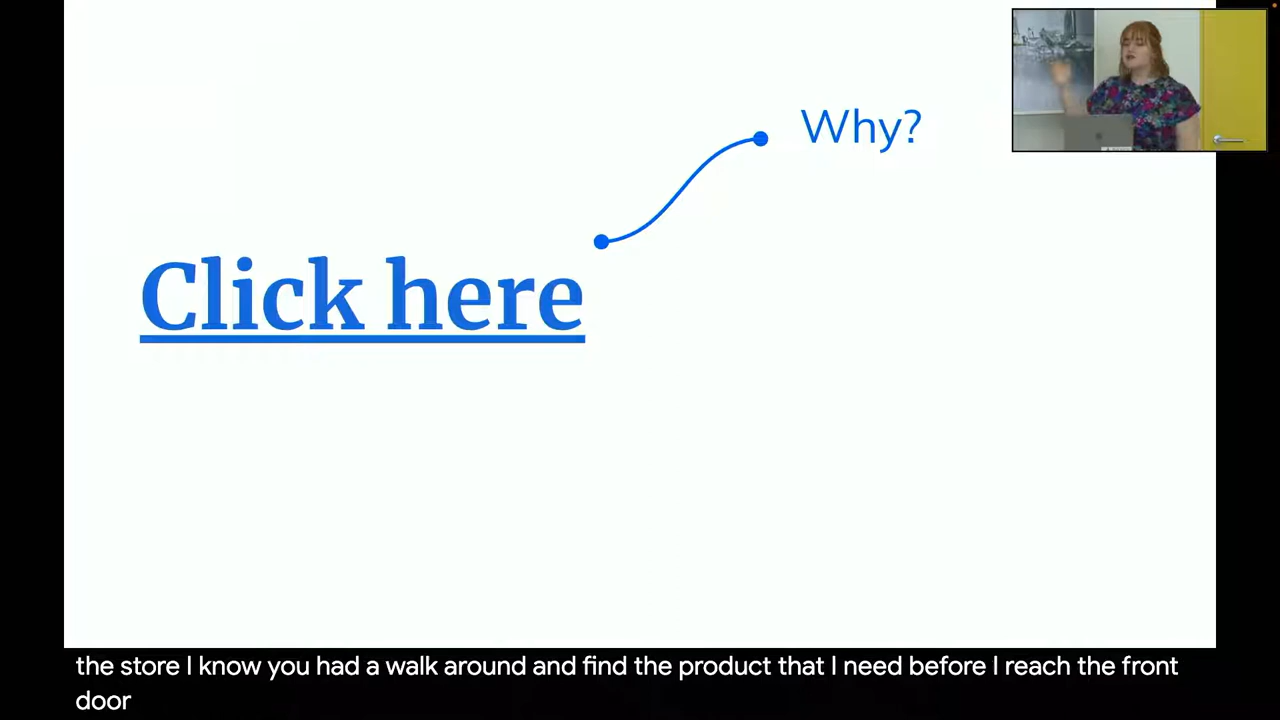 Why?
Click here
the store I know you had a walk around and find the product that I need before I reach the front
door